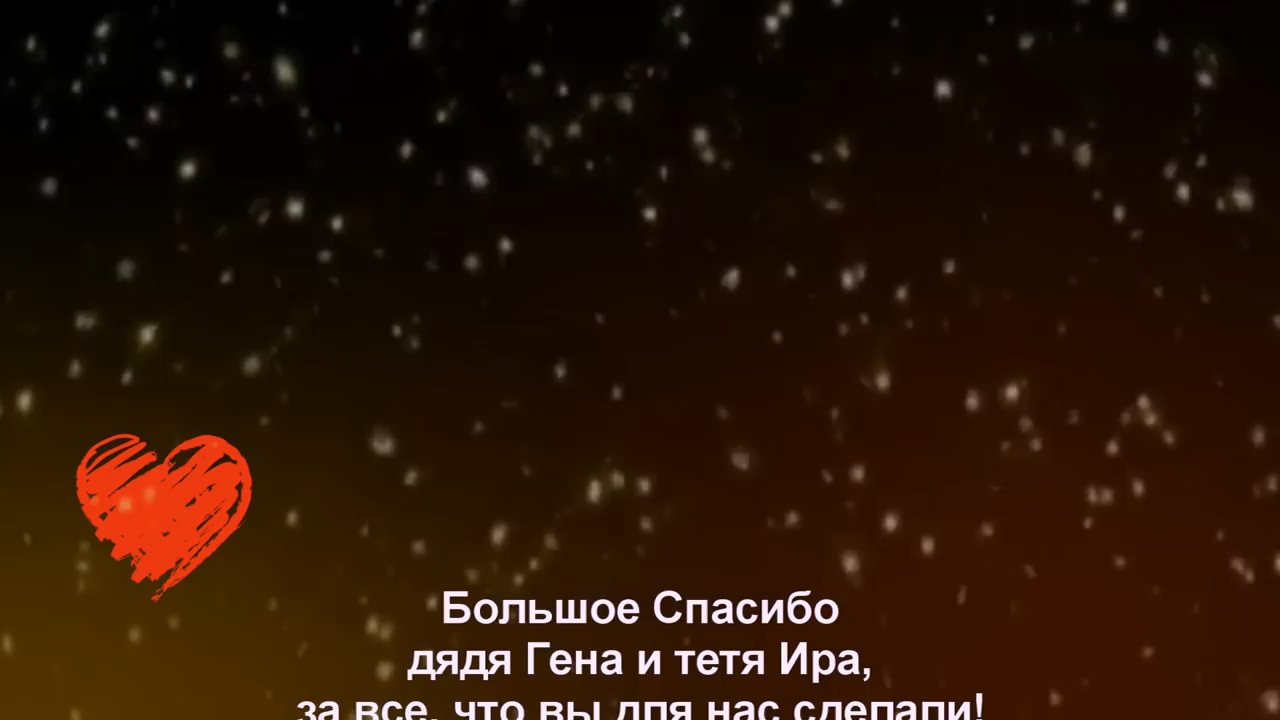 Большое Спасибо
дядя Гена и тетя Ира,
за все, что вы для нас сделали!